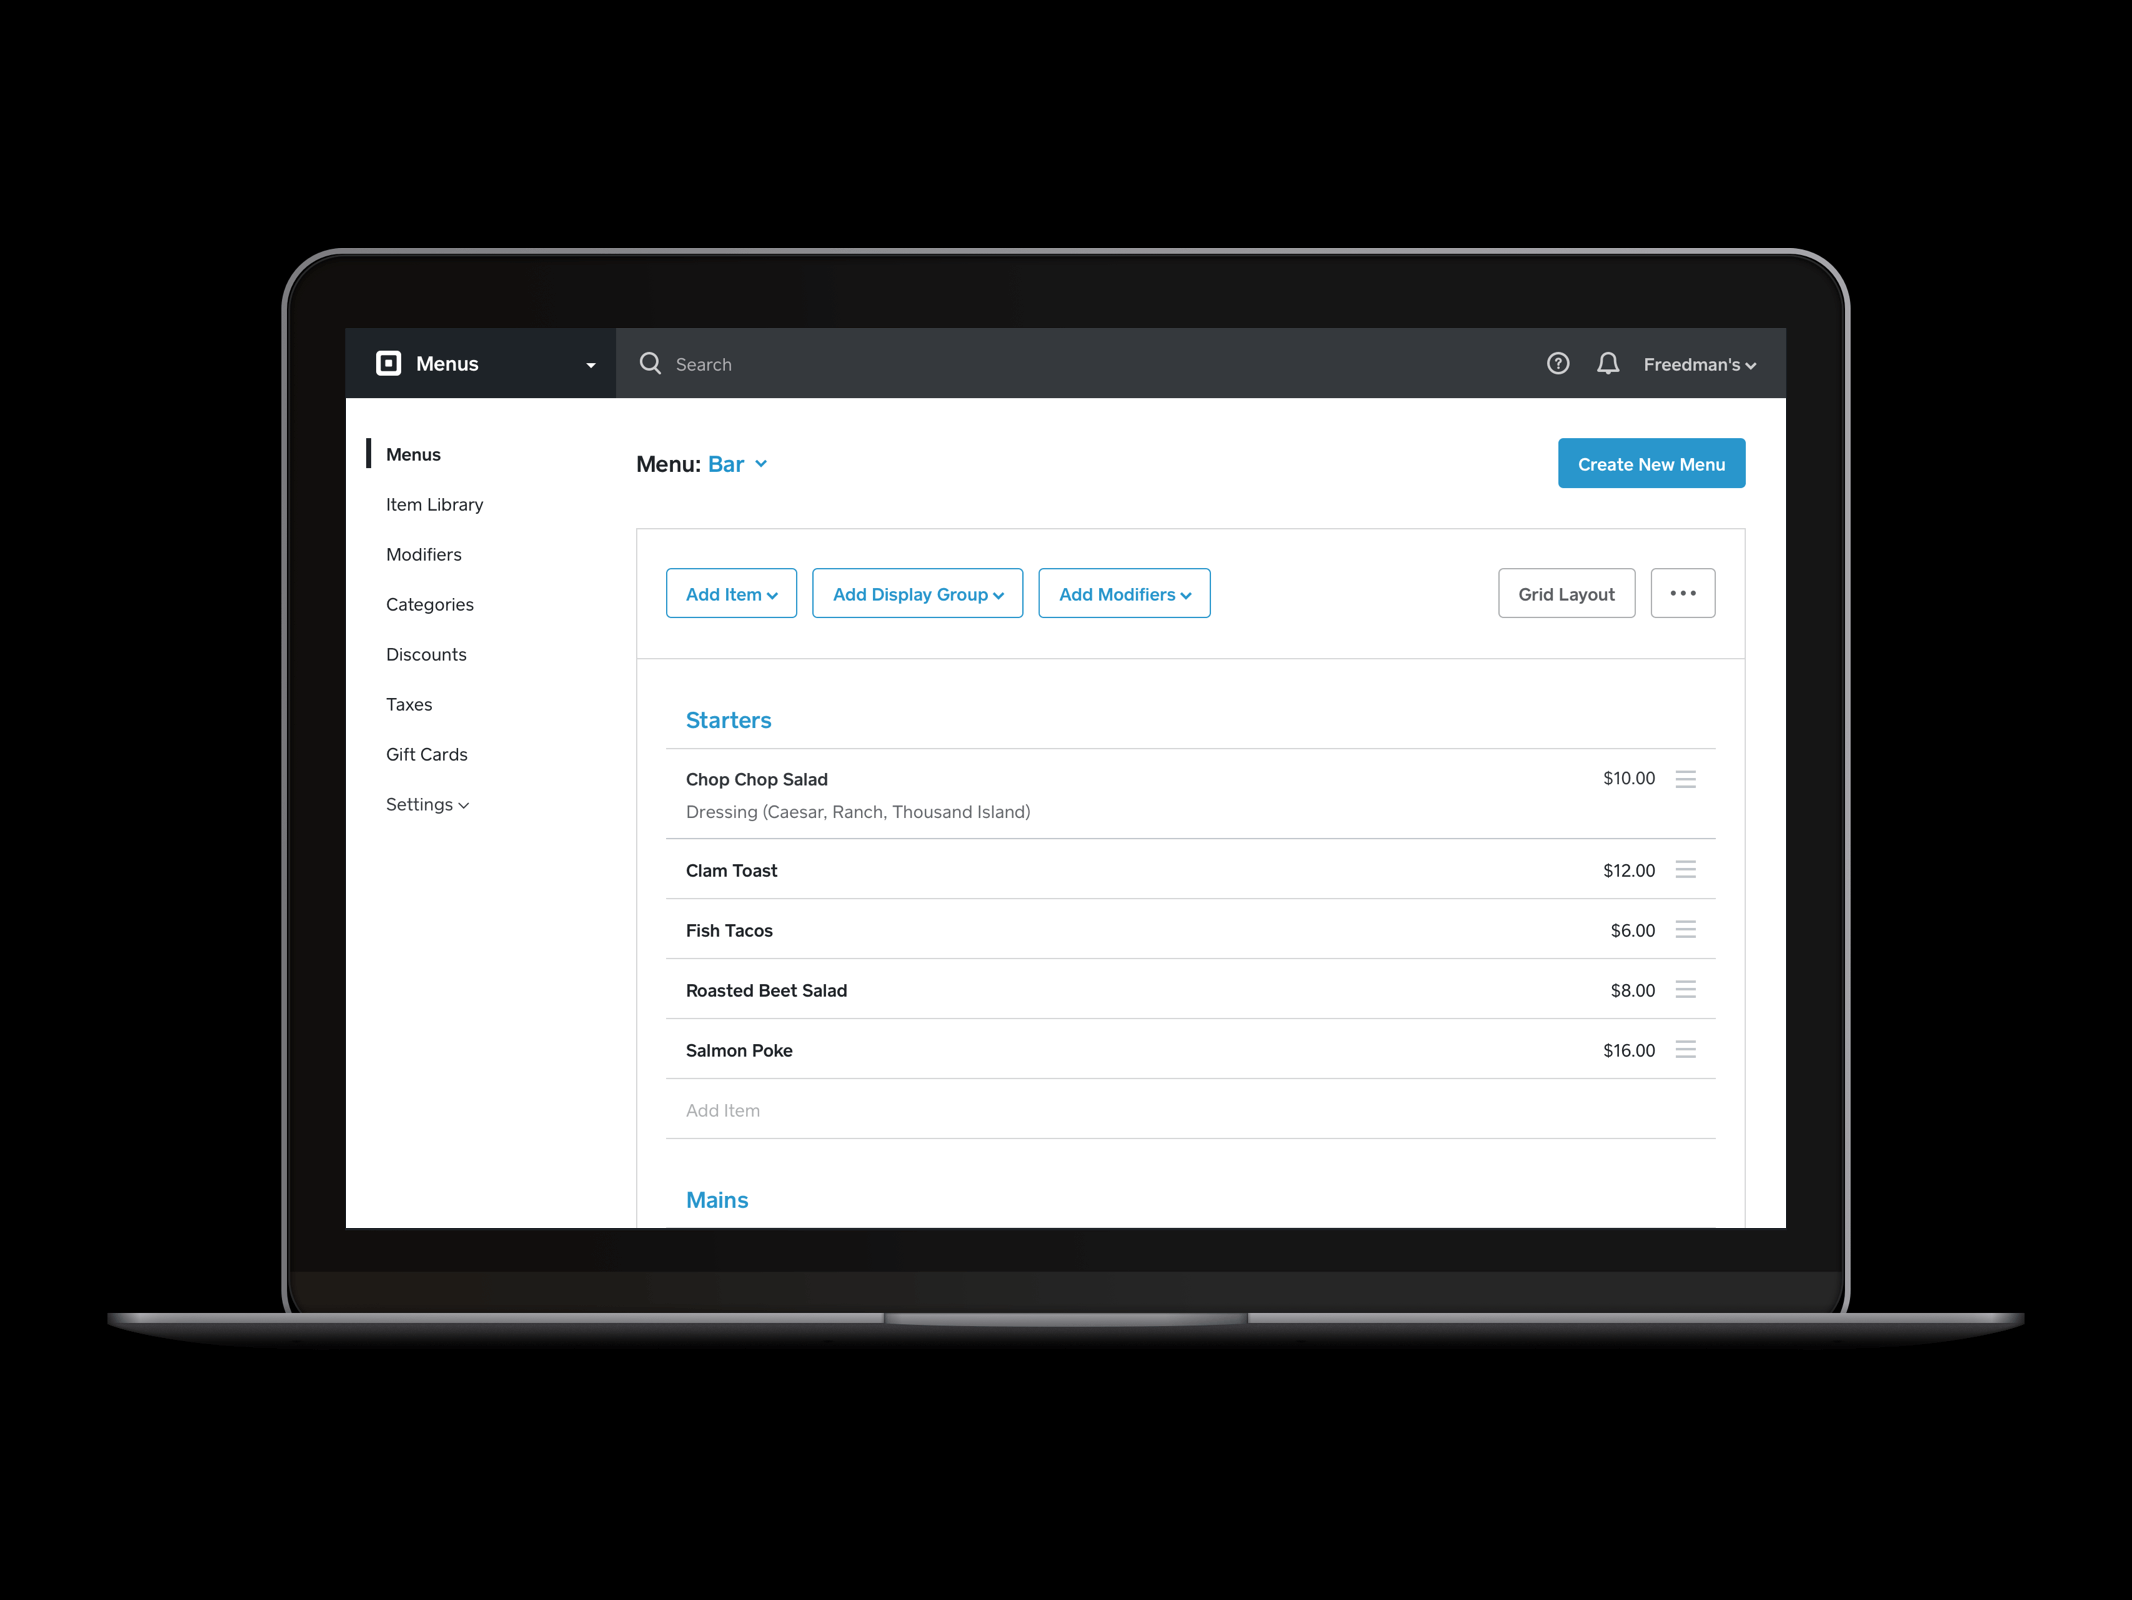 Menus
Search
Freedman's
Menus
Item Library
Modifiers
Categories
Discounts
Taxes
Gift Cards
Settings
Menu: Bar
Create New Menu
Add Item
Add Display Group
Add Modifiers
Grid Layout
Starters
Chop Chop Salad $10.00
Dressing (Caesar, Ranch, Thousand Island)
Clam Toast $12.00
Fish Tacos $6.00
Roasted Beet Salad $8.00
Salmon Poke $16.00
Add Item
Mains